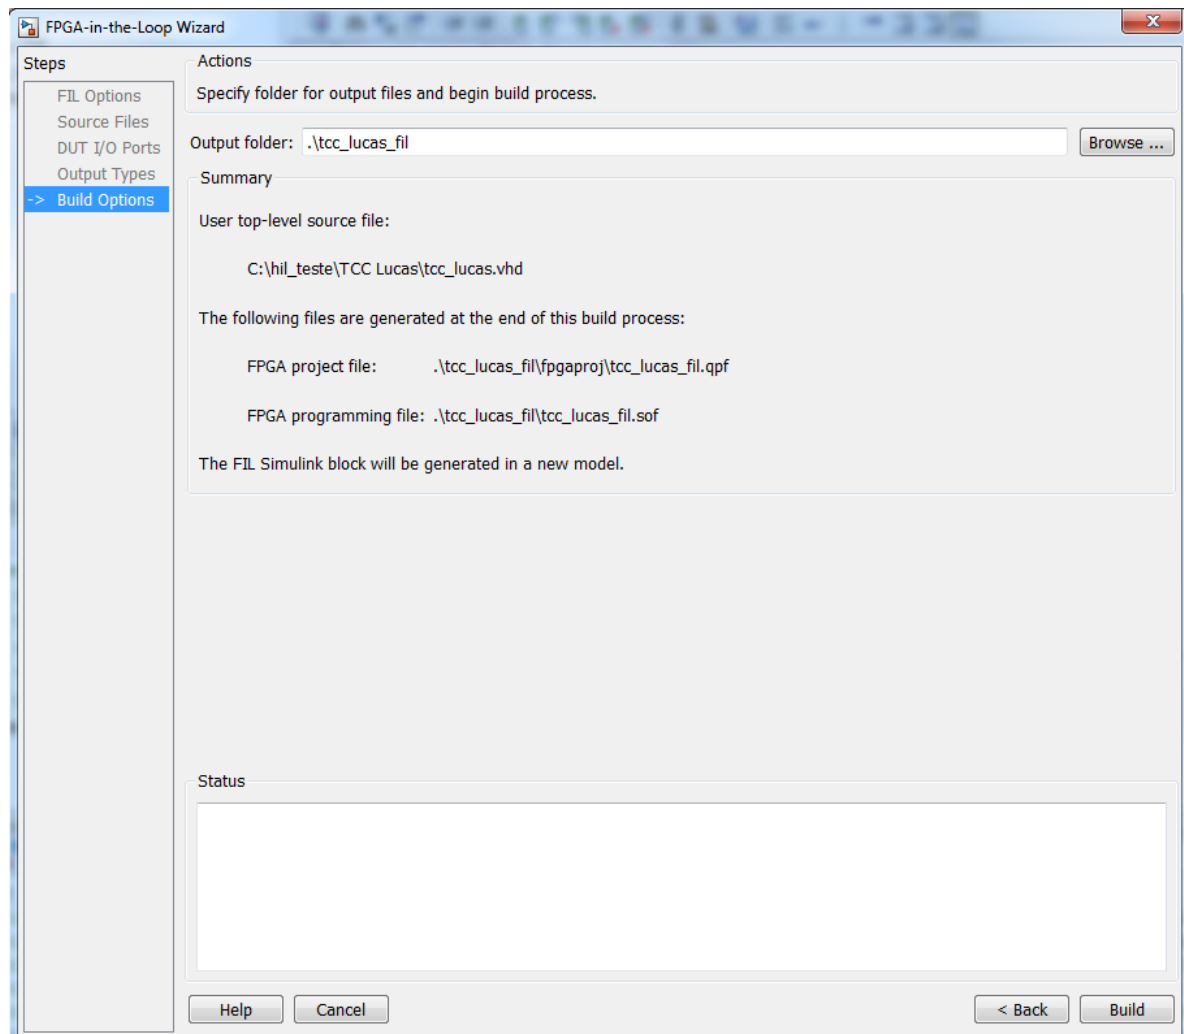 FPGA-in-the-Loop Wizard
Steps
FIL Options
Source Files
DUT I/O Ports
Output Types
-> Build Options
Actions
Specify folder for output files and begin build process.
Output folder: .\tcc_lucas_fil Browse ...
Summary
User top-level source file:
C:\hil_teste\TCC Lucas\tcc_lucas.vhd
The following files are generated at the end of this build process:
FPGA project file: .\tcc_lucas_fil\fpgaproj\tcc_lucas_fil.qpf
FPGA programming file: .\tcc_lucas_fil\tcc_lucas_fil.sof
The FIL Simulink block will be generated in a new model.
Status
Help Cancel < Back Build